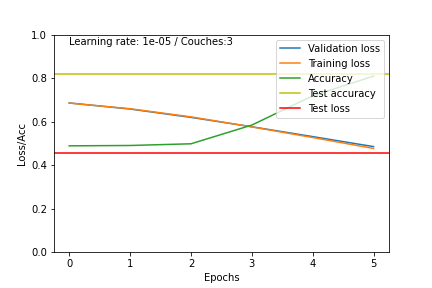 Learning rate: 1e-05 / Couches:3
Validation loss
Training loss
Accuracy
Test accuracy
Test loss
1.0
0.8
0.6
0.4
0.2
0.0
Loss/Acc
0 1 2 3 4 5
Epochs